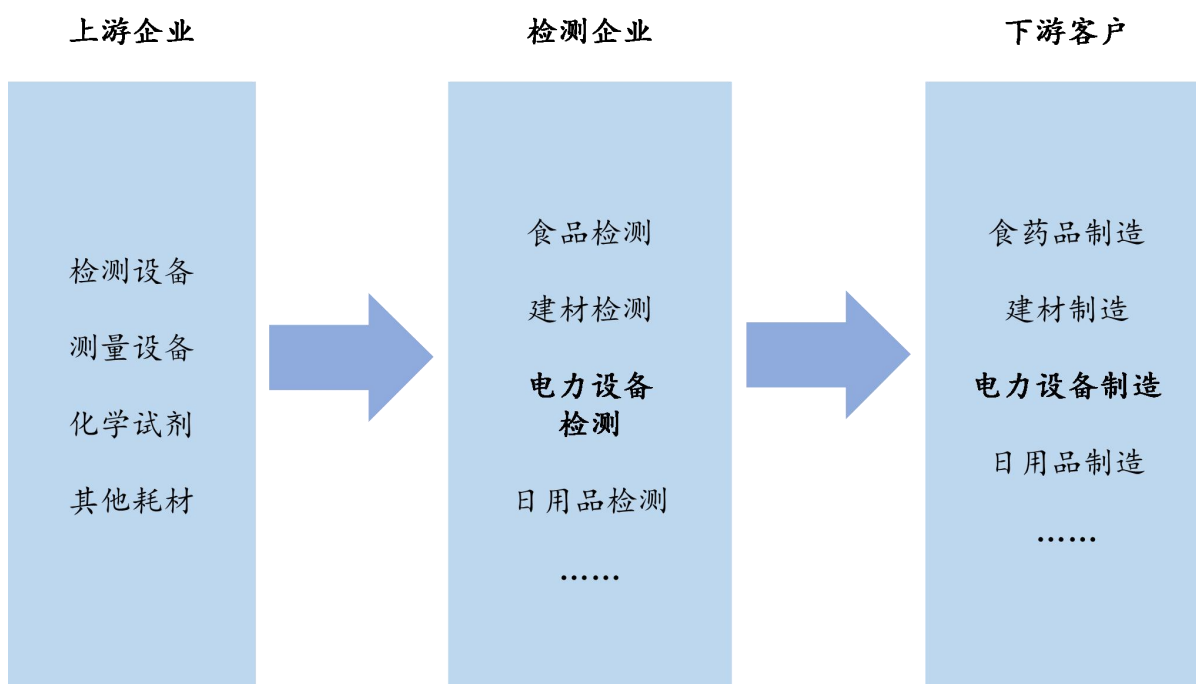 上游企业
检测企业
下游客户
检测设备
测量设备
化学试剂
其他耗材
食品检测
建材检测
电力设备
检测
日用品检测
……
食药品制造
建材制造
电力设备制造
日用品制造
……